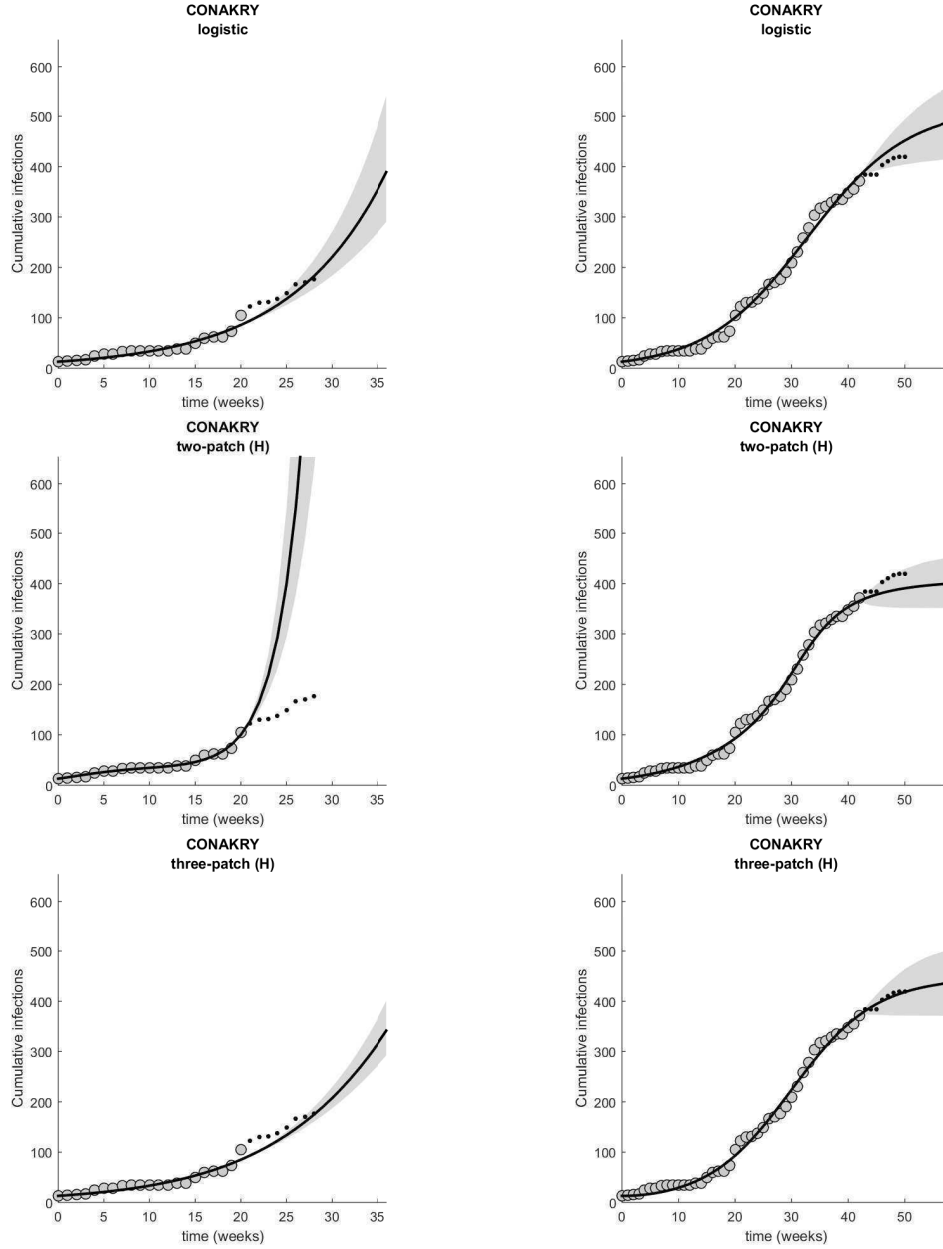 CONAKRY
logistic
Cumulative infections
600
500
400
300
200
100
0
0 5 10 15 20 25 30 35
time (weeks)
CONAKRY
logistic
Cumulative infections
600
500
400
300
200
100
0
0 10 20 30 40 50
time (weeks)
CONAKRY
two-patch (H)
Cumulative infections
600
500
400
300
200
100
0
0 5 10 15 20 25 30 35
time (weeks)
CONAKRY
two-patch (H)
Cumulative infections
600
500
400
300
200
100
0
0 10 20 30 40 50
time (weeks)
CONAKRY
three-patch (H)
Cumulative infections
600
500
400
300
200
100
0
0 5 10 15 20 25 30 35
time (weeks)
CONAKRY
three-patch (H)
Cumulative infections
600
500
400
300
200
100
0
0 10 20 30 40 50
time (weeks)